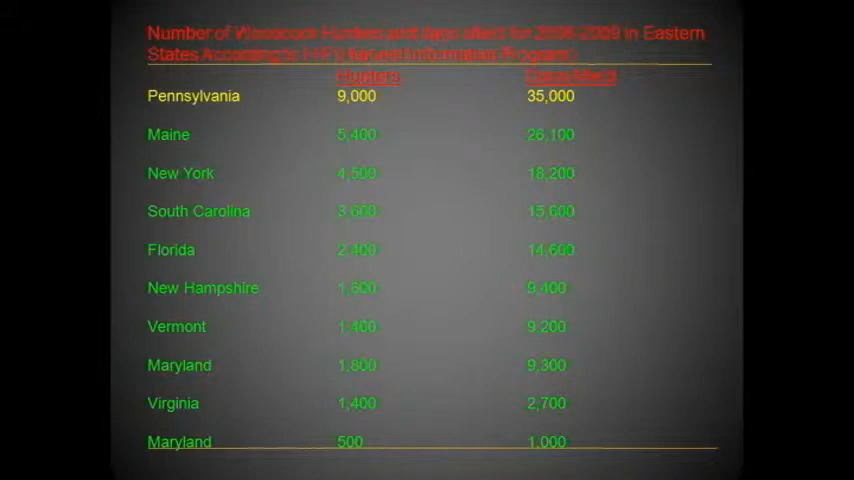 Number of Woodcock Hunters and days afield for 2008-2009 in Eastern
States According to HIP( Harvest Information Program)
Hunters Days Afield
Pennsylvania 9,000 35,000
Maine 5,400 26,100
New York 4,500 18,200
South Carolina 3,600 15,600
Florida 2,400 14,600
New Hampshire 1,600 9,400
Vermont 1,400 9,200
Maryland 1,800 9,300
Virginia 1,400 2,700
Maryland 500 1,000